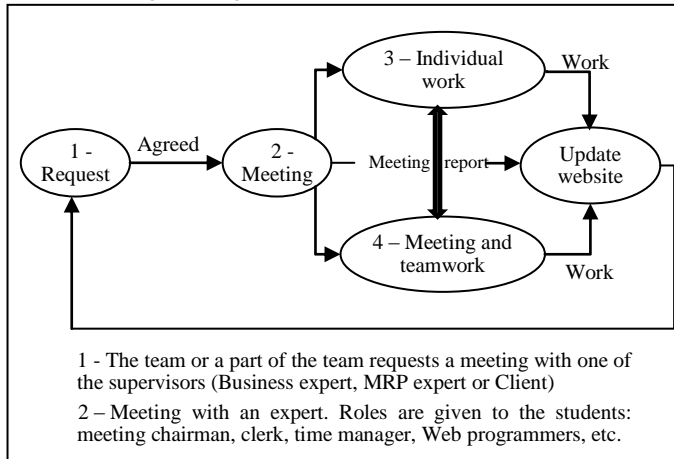 3 – Individual
work
Work
Agreed
1 -
Request
2 -
Meeting
Meeting report
Update
website
4 – Meeting and
teamwork
Work
1 - The team or a part of the team requests a meeting with one of
the supervisors (Business expert, MRP expert or Client)
2 – Meeting with an expert. Roles are given to the students:
meeting chairman, clerk, time manager, Web programmers, etc.